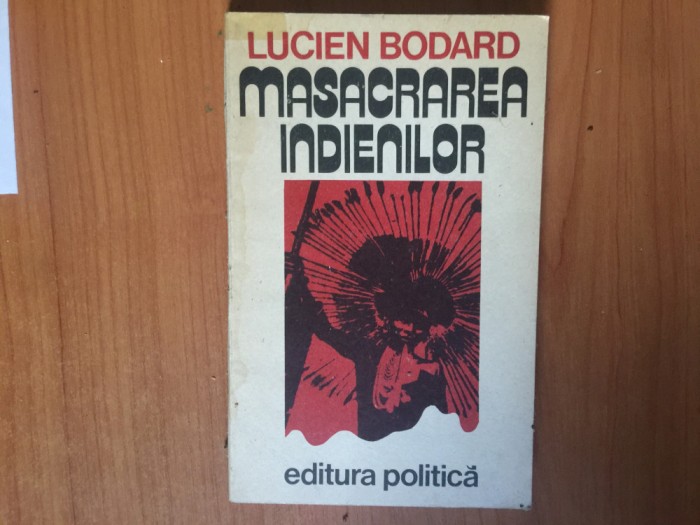 LUCIEN BODARD
MASACRAREA
INDIENILOR
editura politică